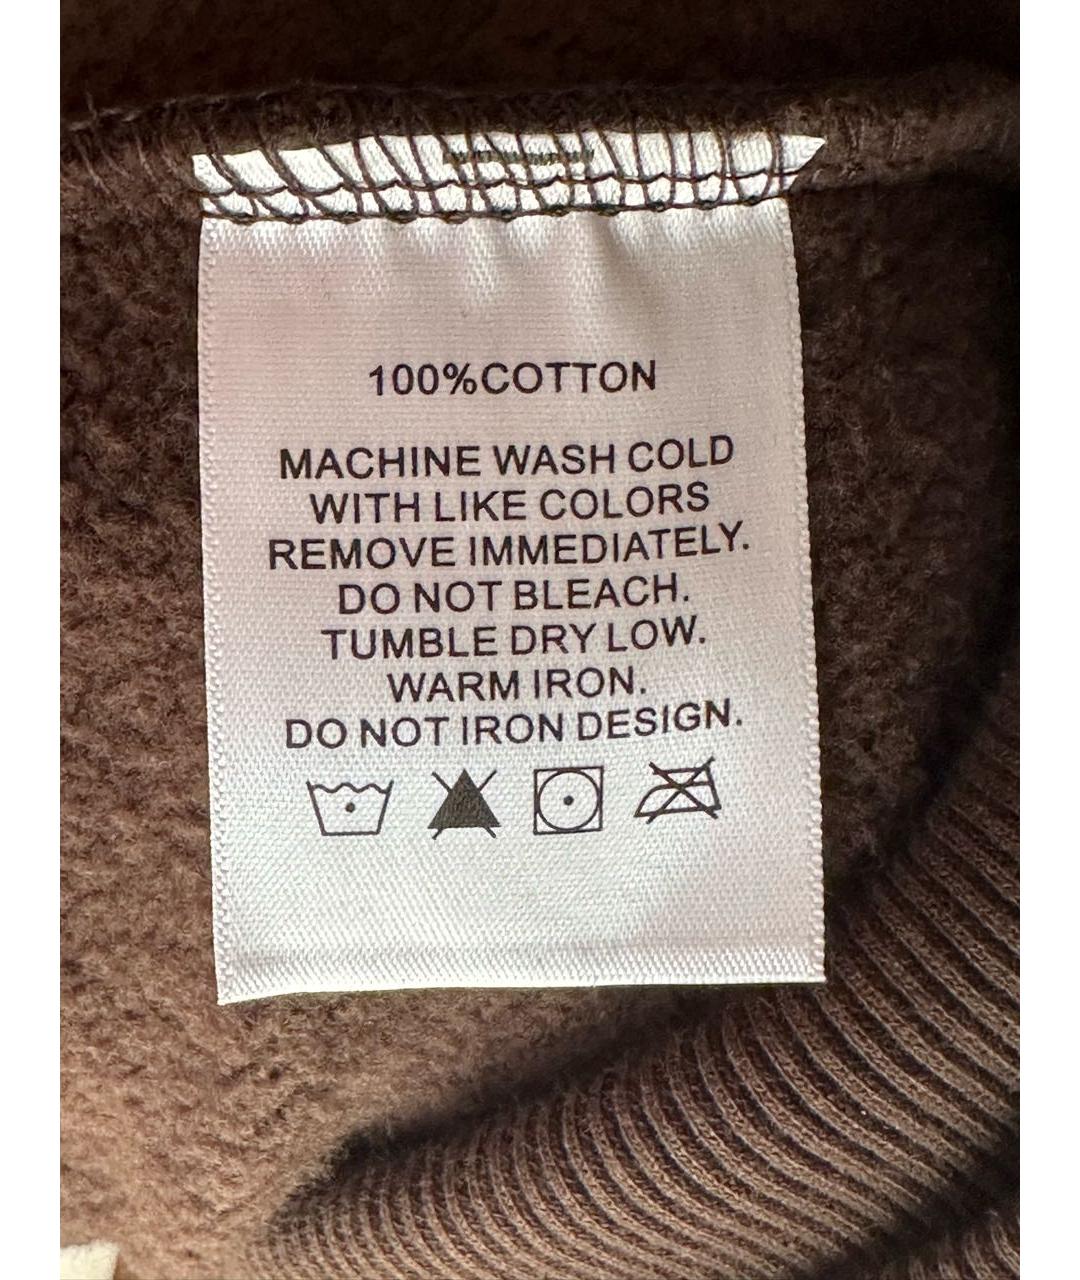 100%COTTON
MACHINE WASH COLD
WITH LIKE COLORS
REMOVE IMMEDIATELY.
DO NOT BLEACH.
TUMBLE DRY LOW.
WARM IRON.
DO NOT IRON DESIGN.